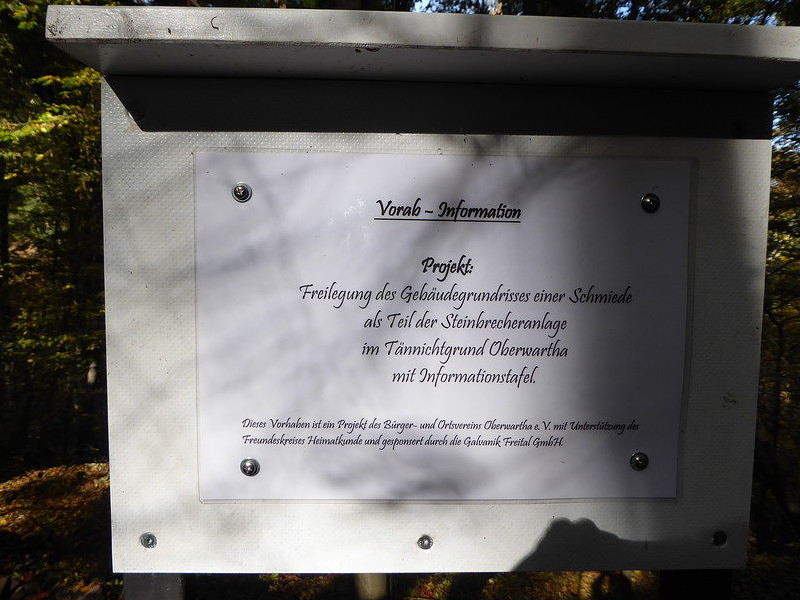 Vorab – Information
Projekt:
Freilegung des Gebäudegrundrisses einer Schmiede
als Teil der Steinbrecheranlage
im Tännichtgrund Oberwartha
mit Informationstafel.
Dieses Vorhaben ist ein Projekt des Bürger- und Ortsvereins Oberwartha e. V. mit Unterstützung des
Freundeskreises Heimatkunde und gesponsert durch die Galvanik Freital GmbH.